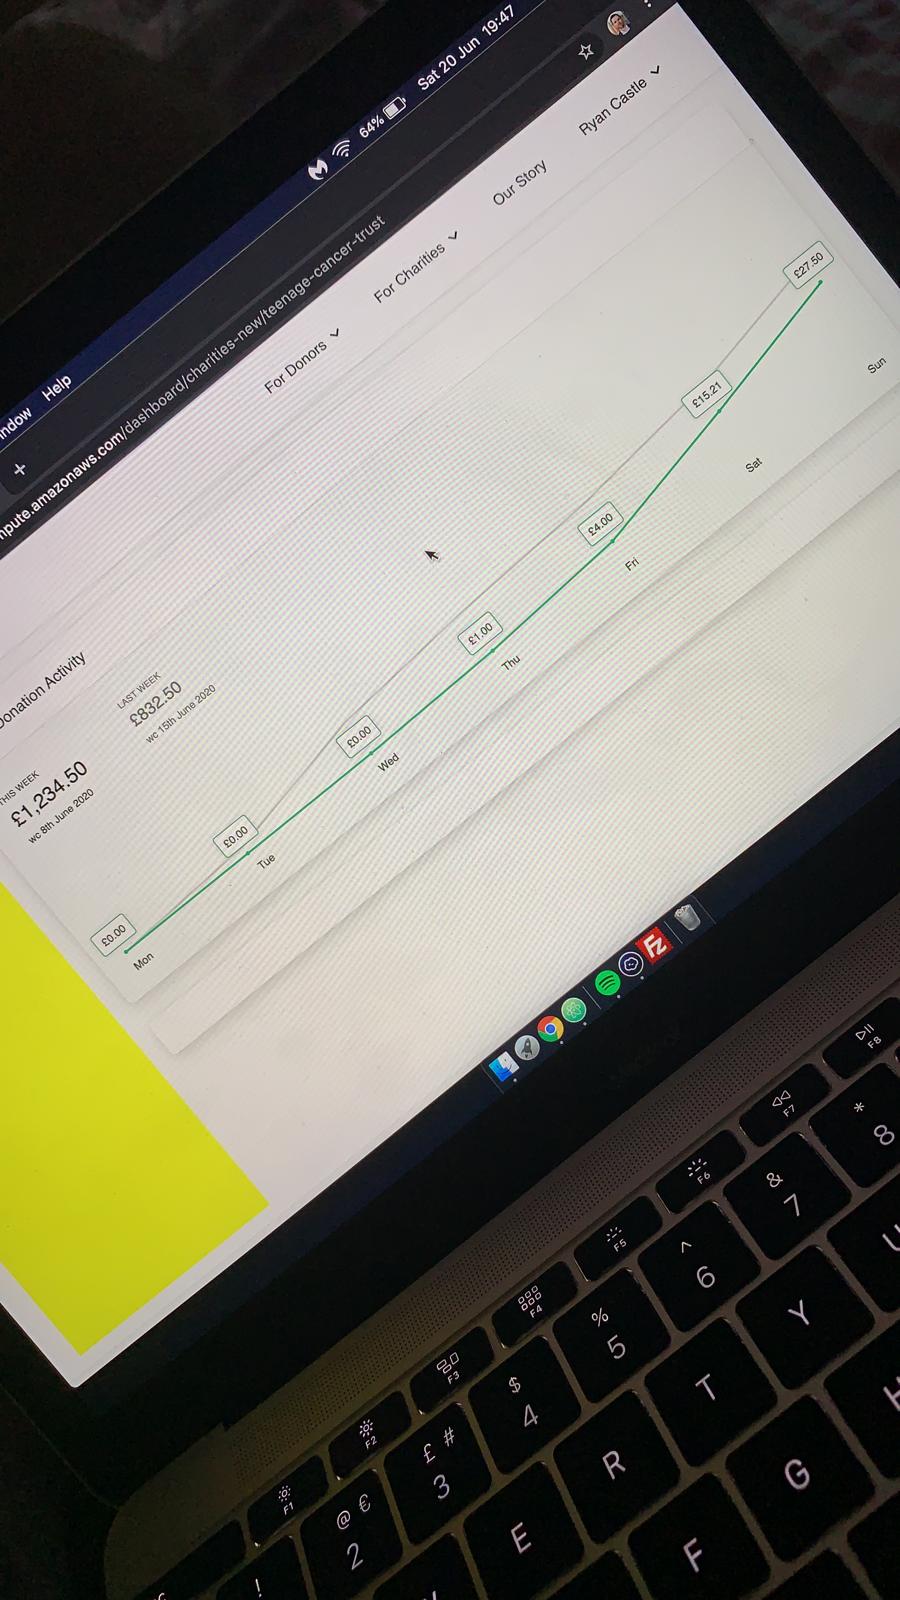 Window Help
64% Sat 20 Jun 19:47
mpute.amazonaws.com/dashboard/charities-new/teenage-cancer-trust
For Donors For Charities Our Story Ryan Castle
Donation Activity
THIS WEEK
£1,234.50
wc 8th June 2020
LAST WEEK
£832.50
wc 15th June 2020
£0.00 £0.00 £0.00 £1.00 £4.00 £15.21 £27.50
Mon Tue Wed Thu Fri Sat Sun
Fz
F1 F2 F3 F4 F5 F6 F7 F8
! @ € £ # $ % ^ & *
2 3 4 5 6 7 8
E R T Y U
F G H